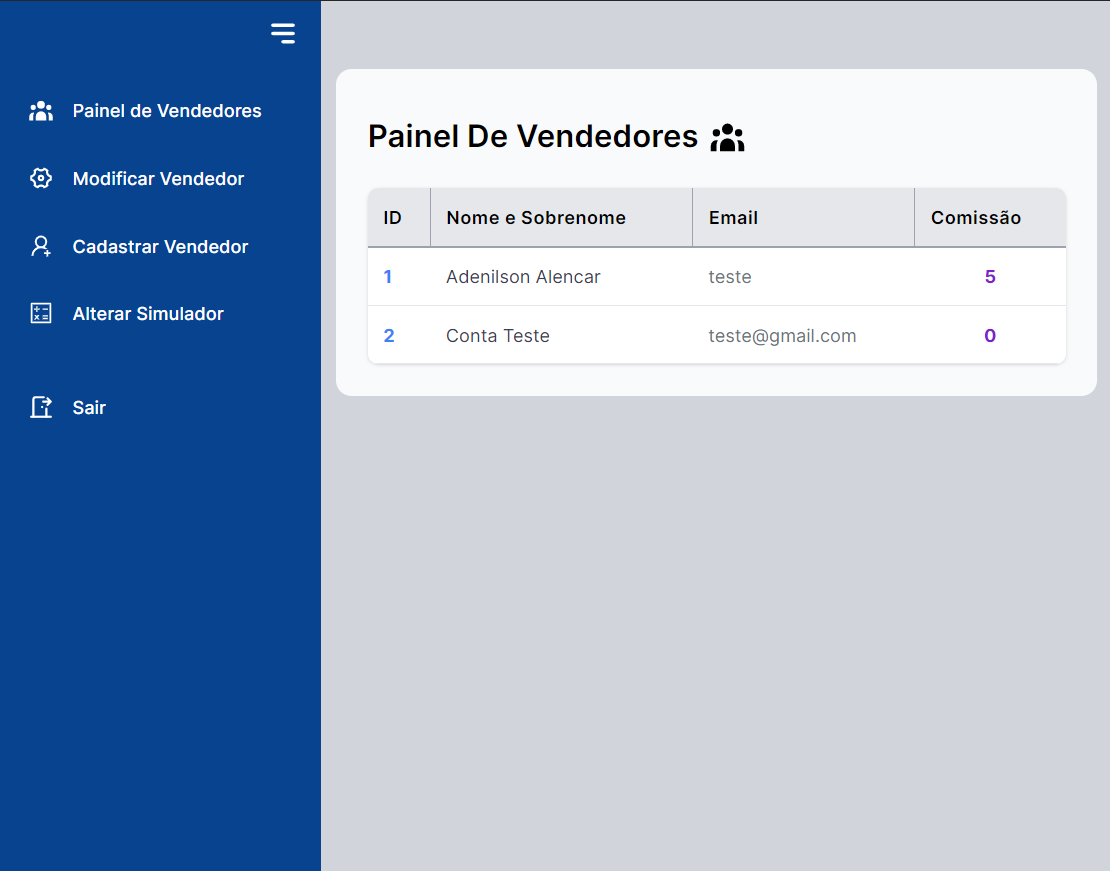 Painel de Vendedores
Modificar Vendedor
Cadastrar Vendedor
Alterar Simulador
Sair
Painel De Vendedores
ID Nome e Sobrenome Email Comissão
1 Adenilson Alencar teste 5
2 Conta Teste teste@gmail.com 0